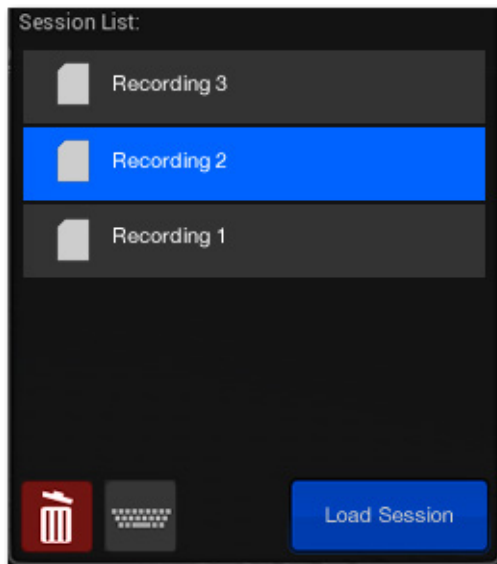 Session List:
Recording 3
Recording 2
Recording 1
Load Session